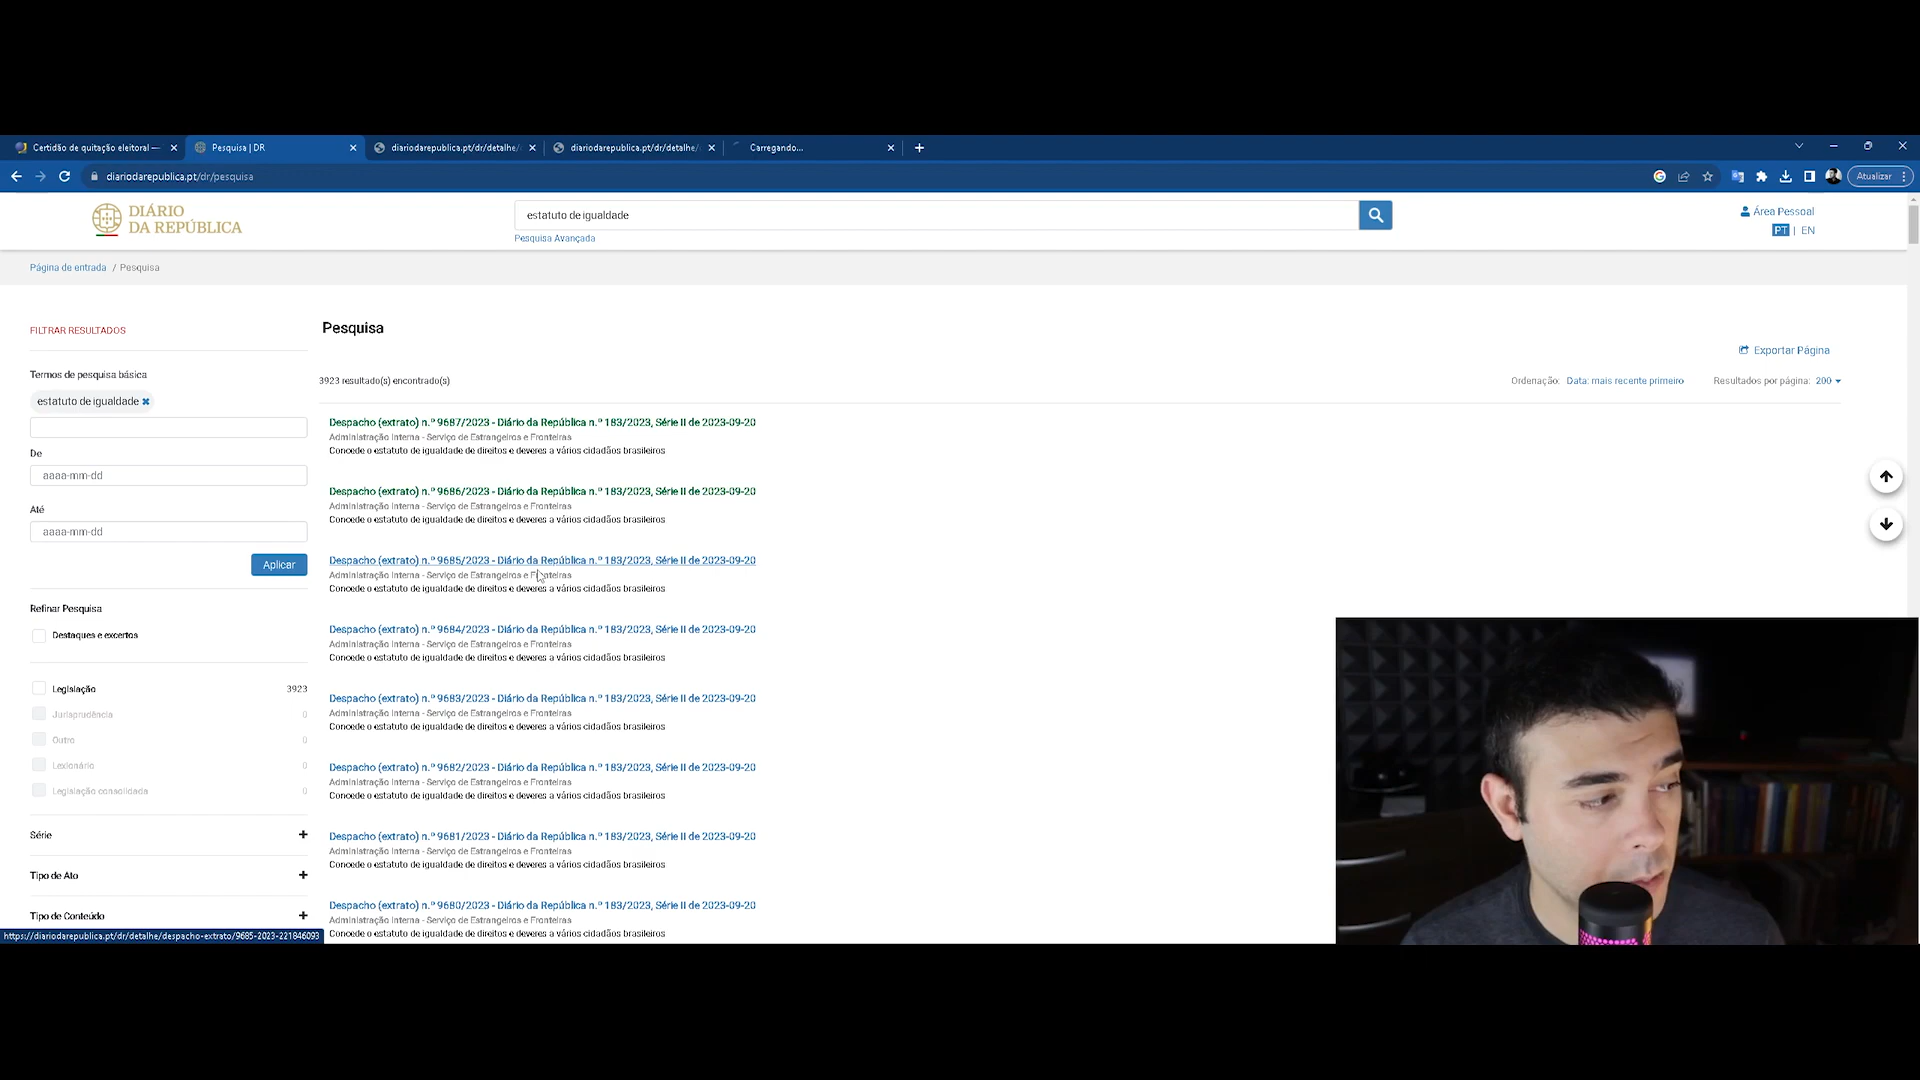 Certidão de quitação eleitoral —
Pesquisa | DR
diariodarepublica.pt/dr/detalhe/
diariodarepublica.pt/dr/detalhe/
Carregando...
diariodarepublica.pt/dr/pesquisa
Atualizar
DIÁRIO
DA REPÚBLICA
estatuto de igualdade
Pesquisa Avançada
Área Pessoal
PT | EN
Página de entrada / Pesquisa
FILTRAR RESULTADOS
Termos de pesquisa básica
estatuto de igualdade
De
aaaa-mm-dd
Até
aaaa-mm-dd
Aplicar
Refinar Pesquisa
Destaques e excertos
Legislação 3923
Jurisprudência 0
Outro 0
Lexionário 0
Legislação consolidada 0
Série
Tipo de Ato
Tipo de Conteúdo
https://diariodarepublica.pt/dr/detalhe/despacho-extrato/9685-2023-221846093
Pesquisa
Exportar Página
3923 resultado(s) encontrado(s)
Ordenação: Data: mais recente primeiro
Resultados por página: 200
Despacho (extrato) n.º 9687/2023 - Diário da República n.º 183/2023, Série II de 2023-09-20
Administração Interna - Serviço de Estrangeiros e Fronteiras
Concede o estatuto de igualdade de direitos e deveres a vários cidadãos brasileiros
Despacho (extrato) n.º 9686/2023 - Diário da República n.º 183/2023, Série II de 2023-09-20
Administração Interna - Serviço de Estrangeiros e Fronteiras
Concede o estatuto de igualdade de direitos e deveres a vários cidadãos brasileiros
Despacho (extrato) n.º 9685/2023 - Diário da República n.º 183/2023, Série II de 2023-09-20
Administração Interna - Serviço de Estrangeiros e Fronteiras
Concede o estatuto de igualdade de direitos e deveres a vários cidadãos brasileiros
Despacho (extrato) n.º 9684/2023 - Diário da República n.º 183/2023, Série II de 2023-09-20
Administração Interna - Serviço de Estrangeiros e Fronteiras
Concede o estatuto de igualdade de direitos e deveres a vários cidadãos brasileiros
Despacho (extrato) n.º 9683/2023 - Diário da República n.º 183/2023, Série II de 2023-09-20
Administração Interna - Serviço de Estrangeiros e Fronteiras
Concede o estatuto de igualdade de direitos e deveres a vários cidadãos brasileiros
Despacho (extrato) n.º 9682/2023 - Diário da República n.º 183/2023, Série II de 2023-09-20
Administração Interna - Serviço de Estrangeiros e Fronteiras
Concede o estatuto de igualdade de direitos e deveres a vários cidadãos brasileiros
Despacho (extrato) n.º 9681/2023 - Diário da República n.º 183/2023, Série II de 2023-09-20
Administração Interna - Serviço de Estrangeiros e Fronteiras
Concede o estatuto de igualdade de direitos e deveres a vários cidadãos brasileiros
Despacho (extrato) n.º 9680/2023 - Diário da República n.º 183/2023, Série II de 2023-09-20
Administração Interna - Serviço de Estrangeiros e Fronteiras
Concede o estatuto de igualdade de direitos e deveres a vários cidadãos brasileiros